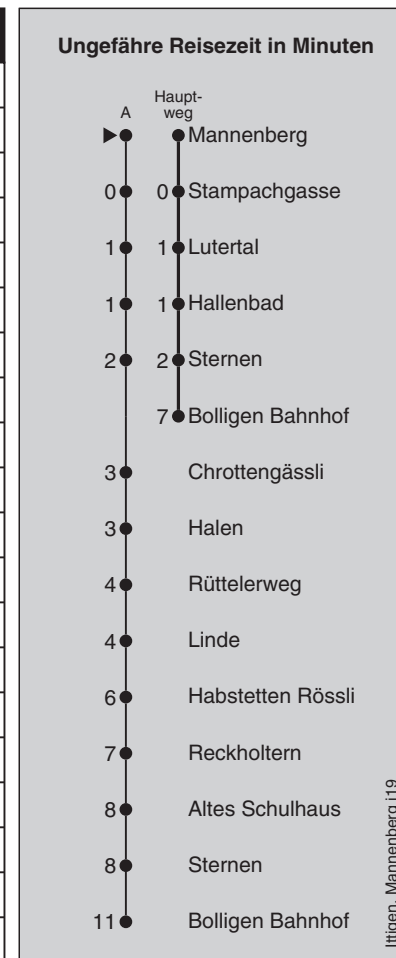 Ungefähre Reisezeit in Minuten
A
Haupt-
weg
Mannenberg
0 0 Stampachgasse
1 1 Lutertal
1 1 Hallenbad
2 2 Sternen
7 Bolligen Bahnhof
3 Chrottengässli
3 Halen
4 Rüttelerweg
4 Linde
6 Habstetten Rössli
7 Reckholtern
8 Altes Schulhaus
8 Sternen
11 Bolligen Bahnhof
Ittigen, Mannenberg j19